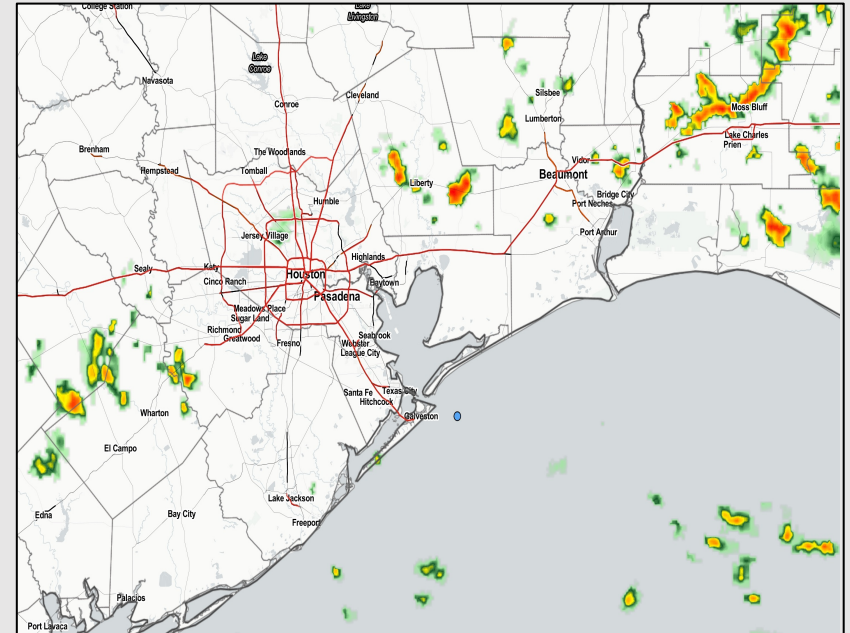 College Station
Lake
Livingston
Lake
Conroe
Navasota
Silsbee
Cleveland
Conroe
Moss Bluff
Lumberton
Lake Charles
Prien
Brenham
The Woodlands
Vidor
Hempstead
Tomball
Beaumont
Liberty
Bridge City
Humble
Port Neches
Port Arthur
Jersey Village
Highlands
Sealy
Katy
Houston
Cinco Ranch
Baytown
Pasadena
Meadows Place
Sugar Land
Richmond
Greatwood
Seabrook
Fresno
Webster
League City
Santa Fe
Texas City
Hitchcock
Wharton
Galveston
El Campo
Lake Jackson
Edna
Bay City
Freeport
Palacios
Port Lavaca